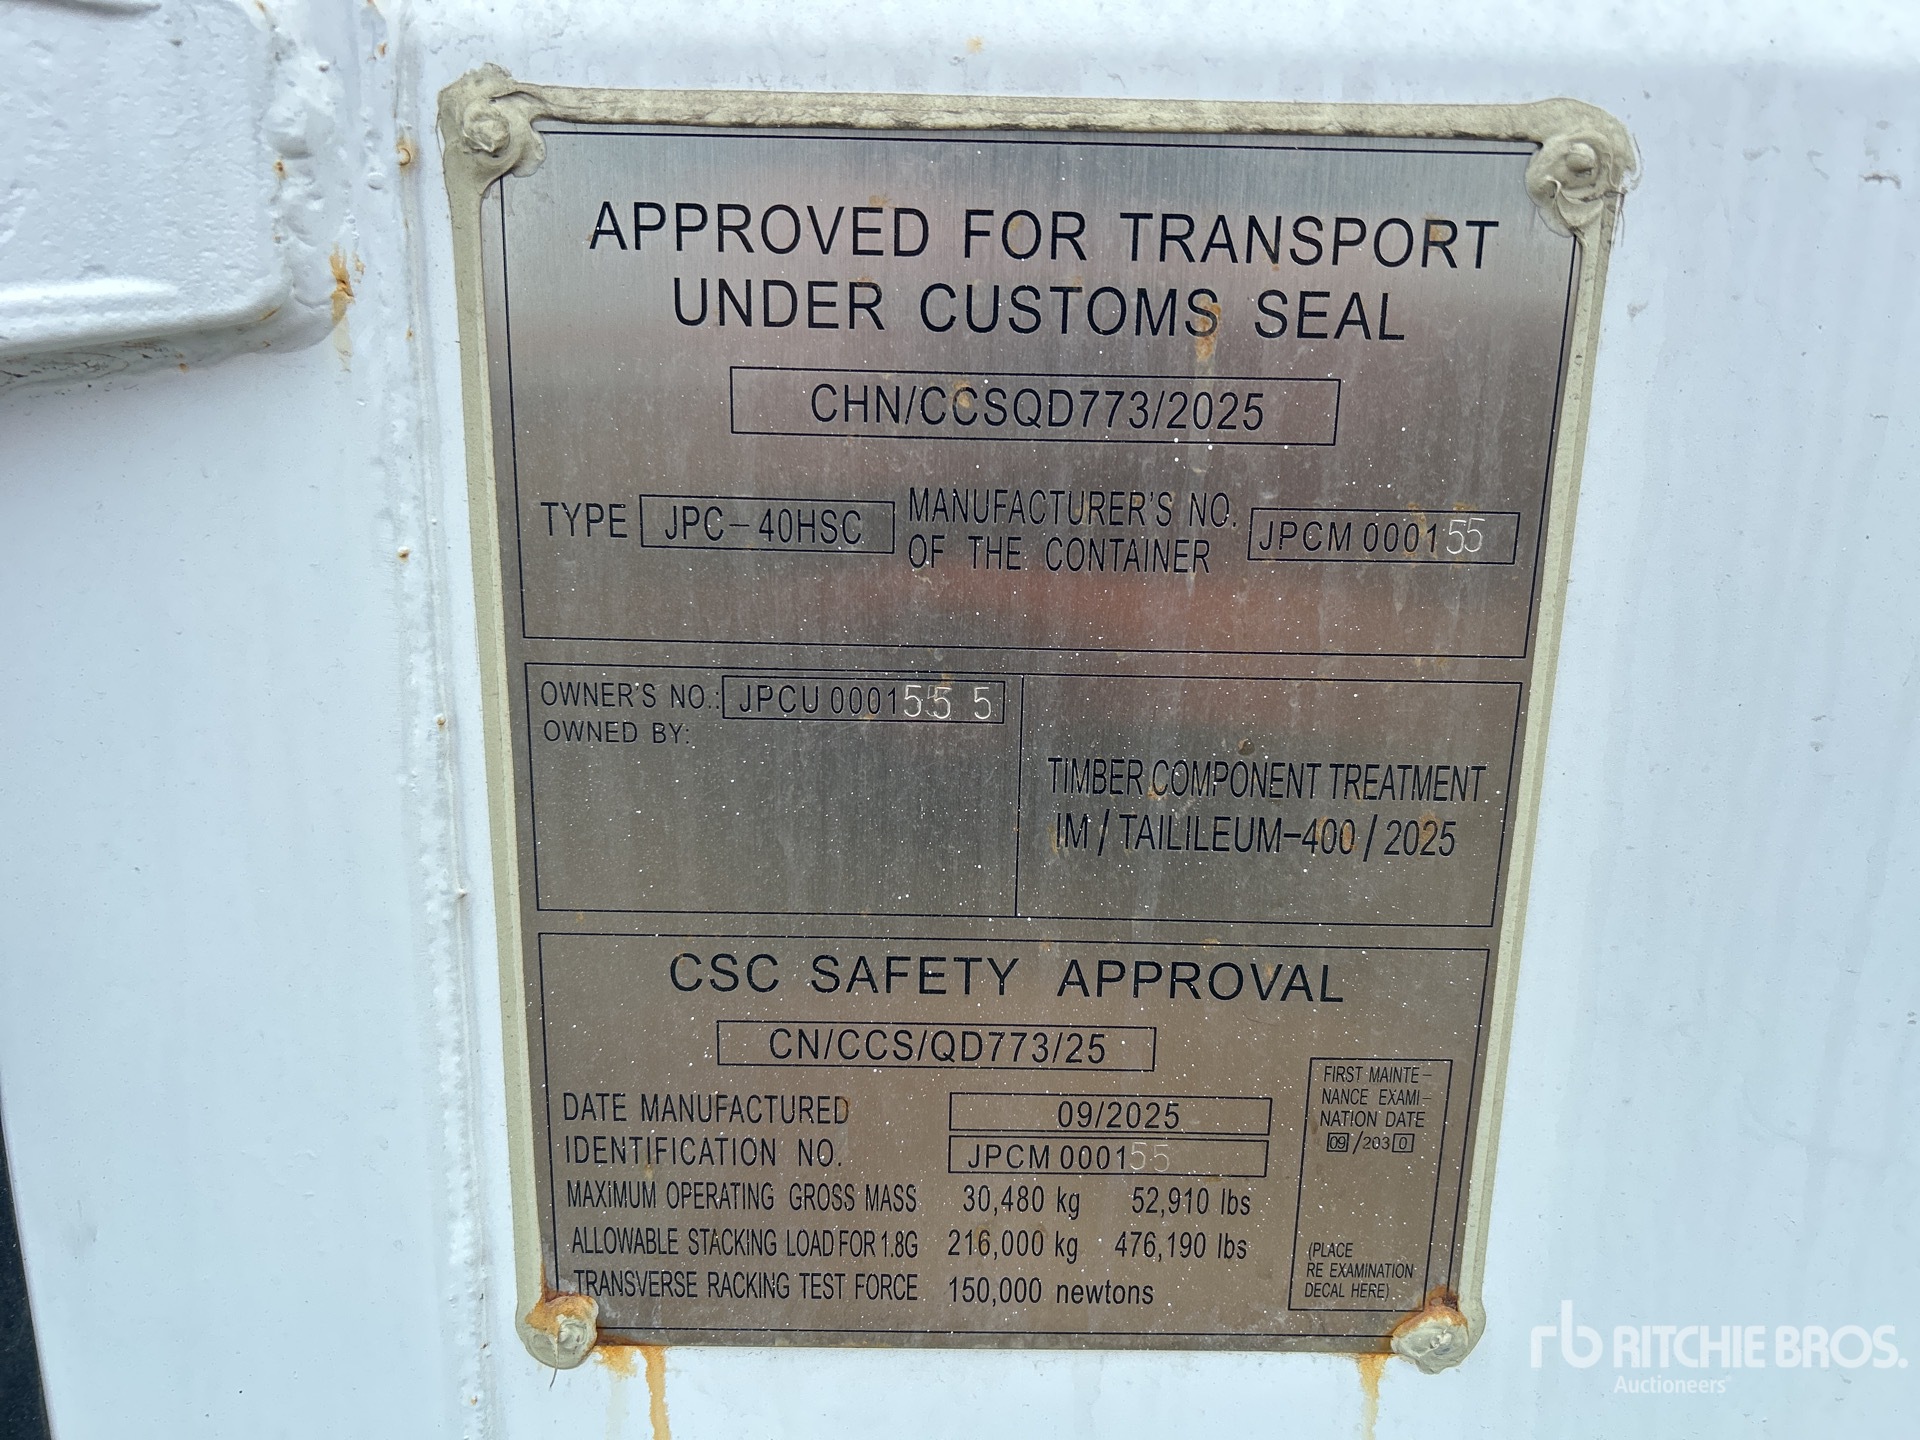 APPROVED FOR TRANSPORT
UNDER CUSTOMS SEAL
CHN/CCSQD773/2025
TYPE JPC-40HSC MANUFACTURER'S NO. OF THE CONTAINER JPCM 000155
OWNER'S NO.: JPCU 000155 5
OWNED BY:
TIMBER COMPONENT TREATMENT
IM / TAILILEUM-400 / 2025
CSC SAFETY APPROVAL
CN/CCS/QD773/25
DATE MANUFACTURED 09/2025
IDENTIFICATION NO. JPCM 000155
MAXIMUM OPERATING GROSS MASS 30,480 kg 52,910 lbs
ALLOWABLE STACKING LOAD FOR 1.8G 216,000 kg 476,190 lbs
TRANSVERSE RACKING TEST FORCE 150,000 newtons
FIRST MAINTE-
NANCE EXAMI-
NATION DATE
09/2030
(PLACE
RE EXAMINATION
DECAL HERE)
rb RITCHIE BROS.
Auctioneers